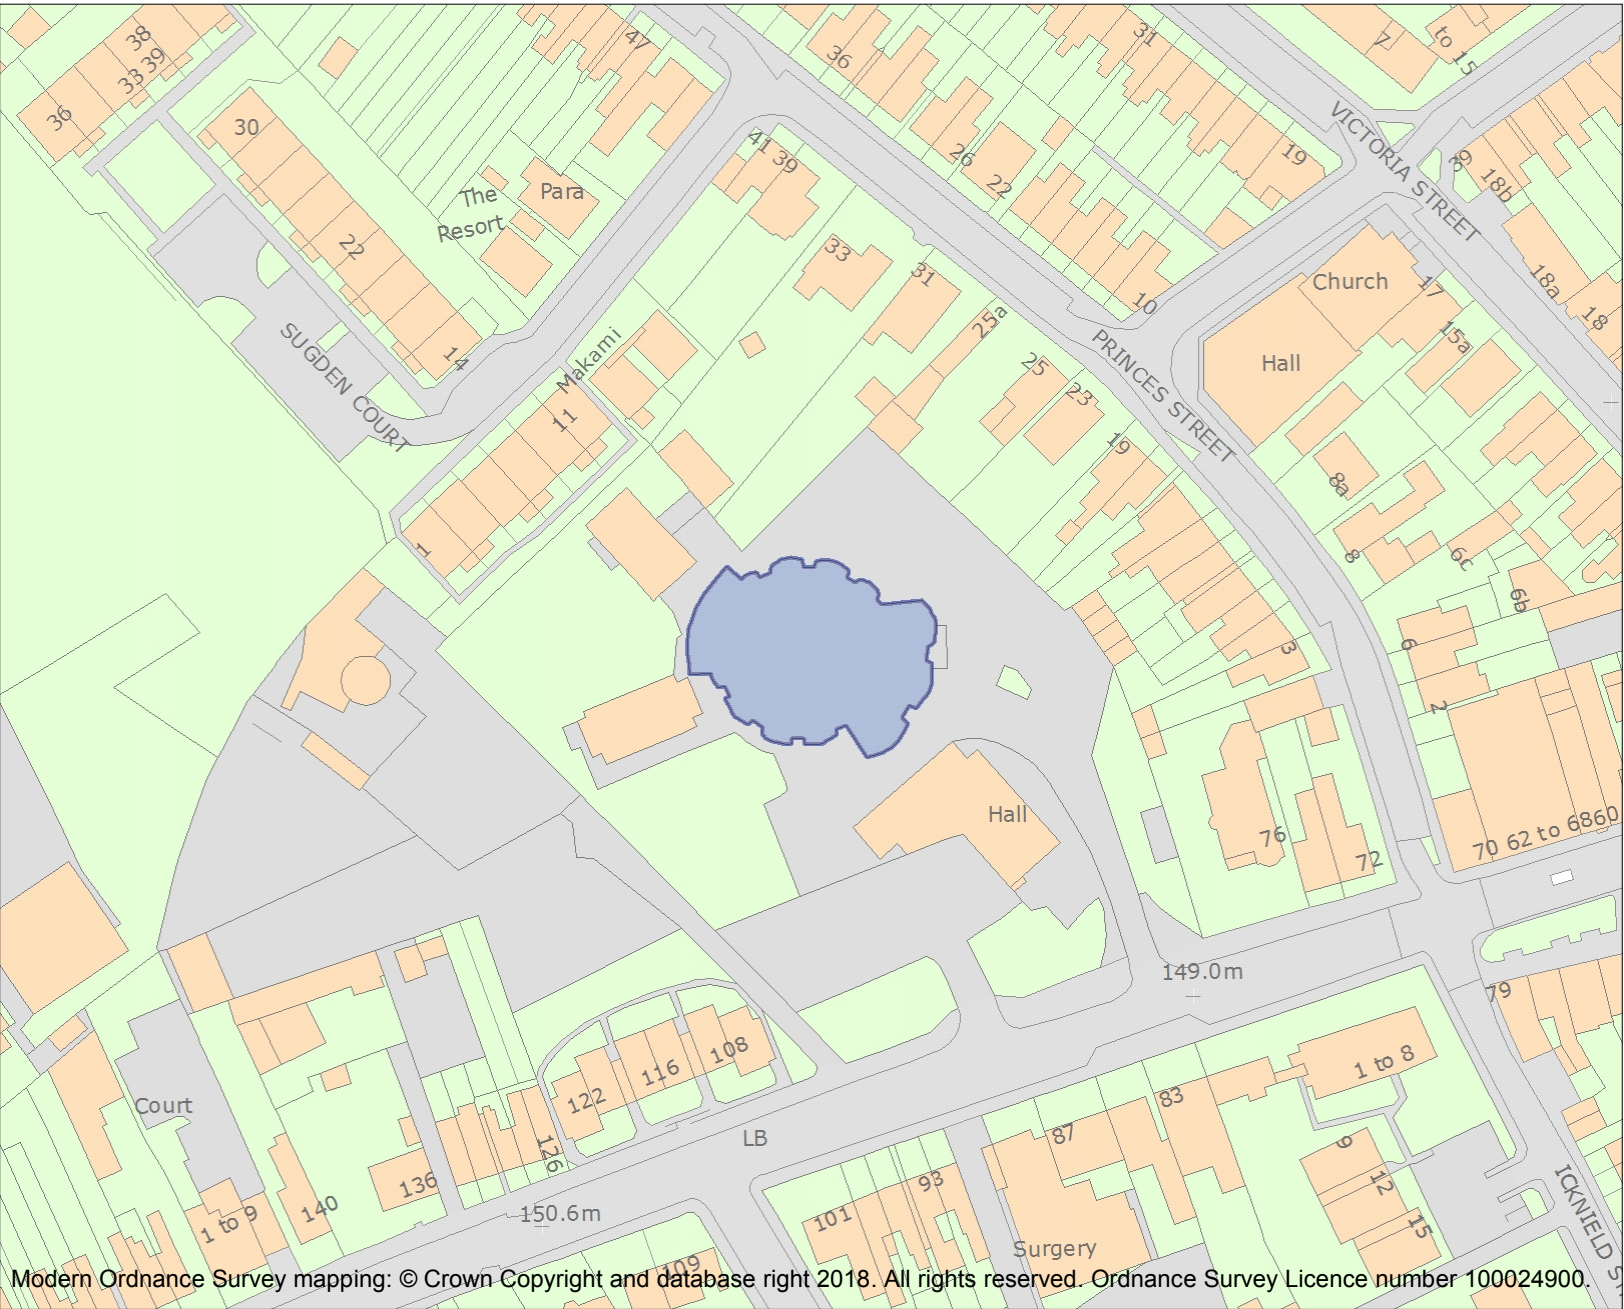 38
33 39
36
30
22
14
SUGDEN COURT
47
The
Resort
Para
41 39
36
31
7
to 15
26
22
19
VICTORIA STREET
18b
18a
18
33
31
25a
25
23
19
10
PRINCES STREET
Church
Hall
17
15a
Makami
11
1
8a
8
6c
6b
6
2
3
Hall
76
72
70 62 to 6860
149.0m
79
Court
122
116
108
126
136
140
1 to 9
LB
150.6m
109
101
93
87
83
Surgery
1 to 8
9
12
15
ICKNIELD S
Modern Ordnance Survey mapping: © Crown Copyright and database right 2018. All rights reserved. Ordnance Survey Licence number 100024900.